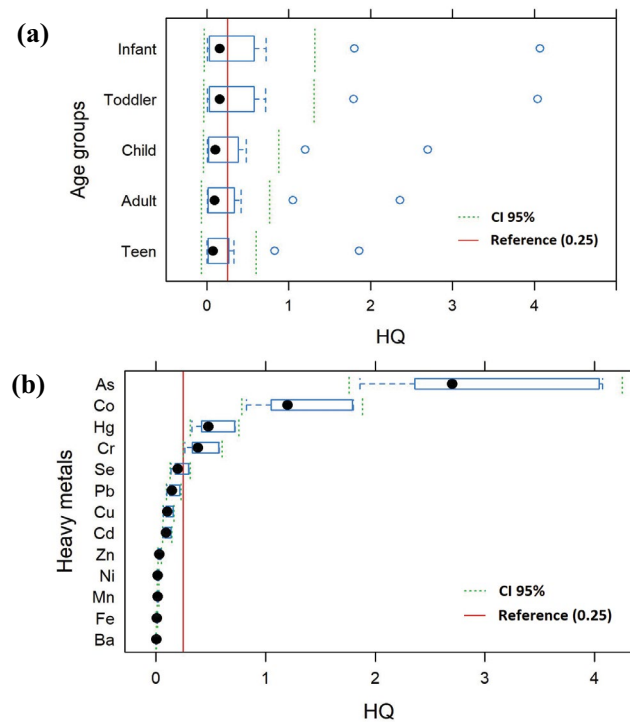 (a)
Age groups
Infant
Toddler
Child
Adult
Teen
CI 95%
Reference (0.25)
0 1 2 3 4
HQ
(b)
Heavy metals
As
Co
Hg
Cr
Se
Pb
Cu
Cd
Zn
Ni
Mn
Fe
Ba
CI 95%
Reference (0.25)
0 1 2 3 4
HQ